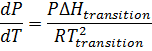 dP/dT = PΔH_transition / RT²_transition